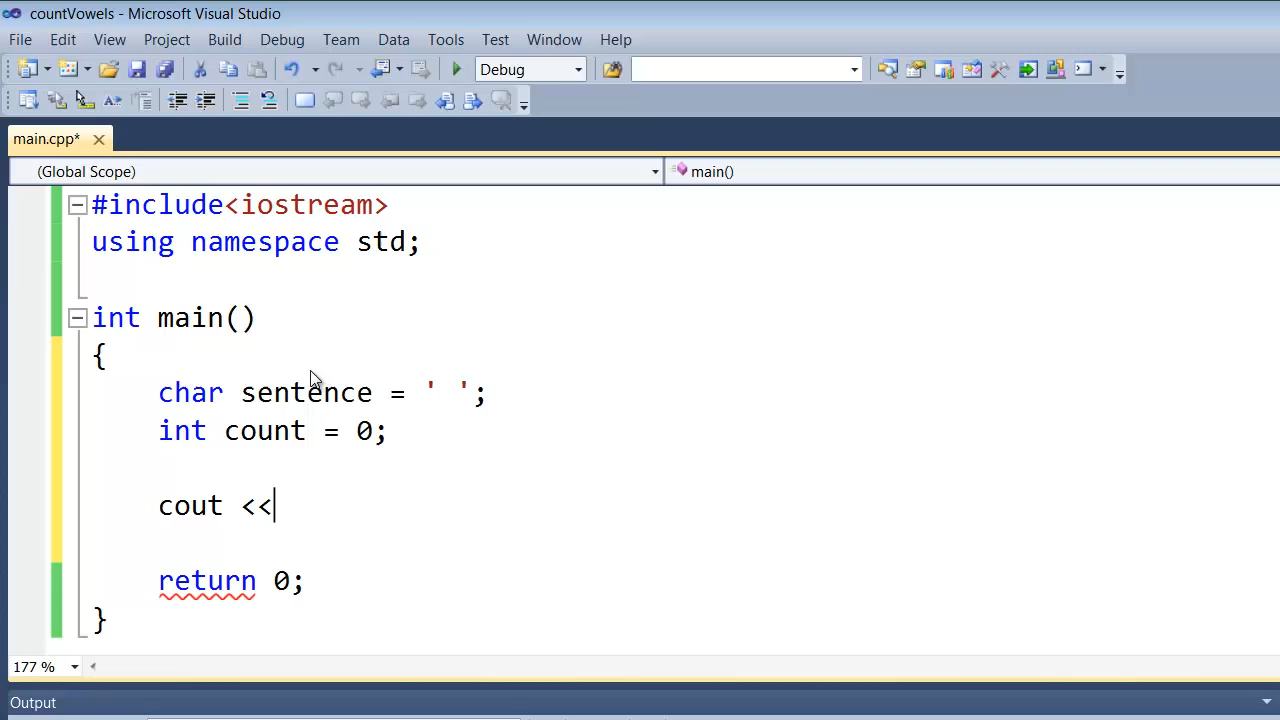 countVowels - Microsoft Visual Studio
File Edit View Project Build Debug Team Data Tools Test Window Help
Debug
main.cpp*
(Global Scope) main()
#include<iostream>
using namespace std;
int main()
{
char sentence = ' ';
int count = 0;
cout <<
return 0;
}
177 %
Output